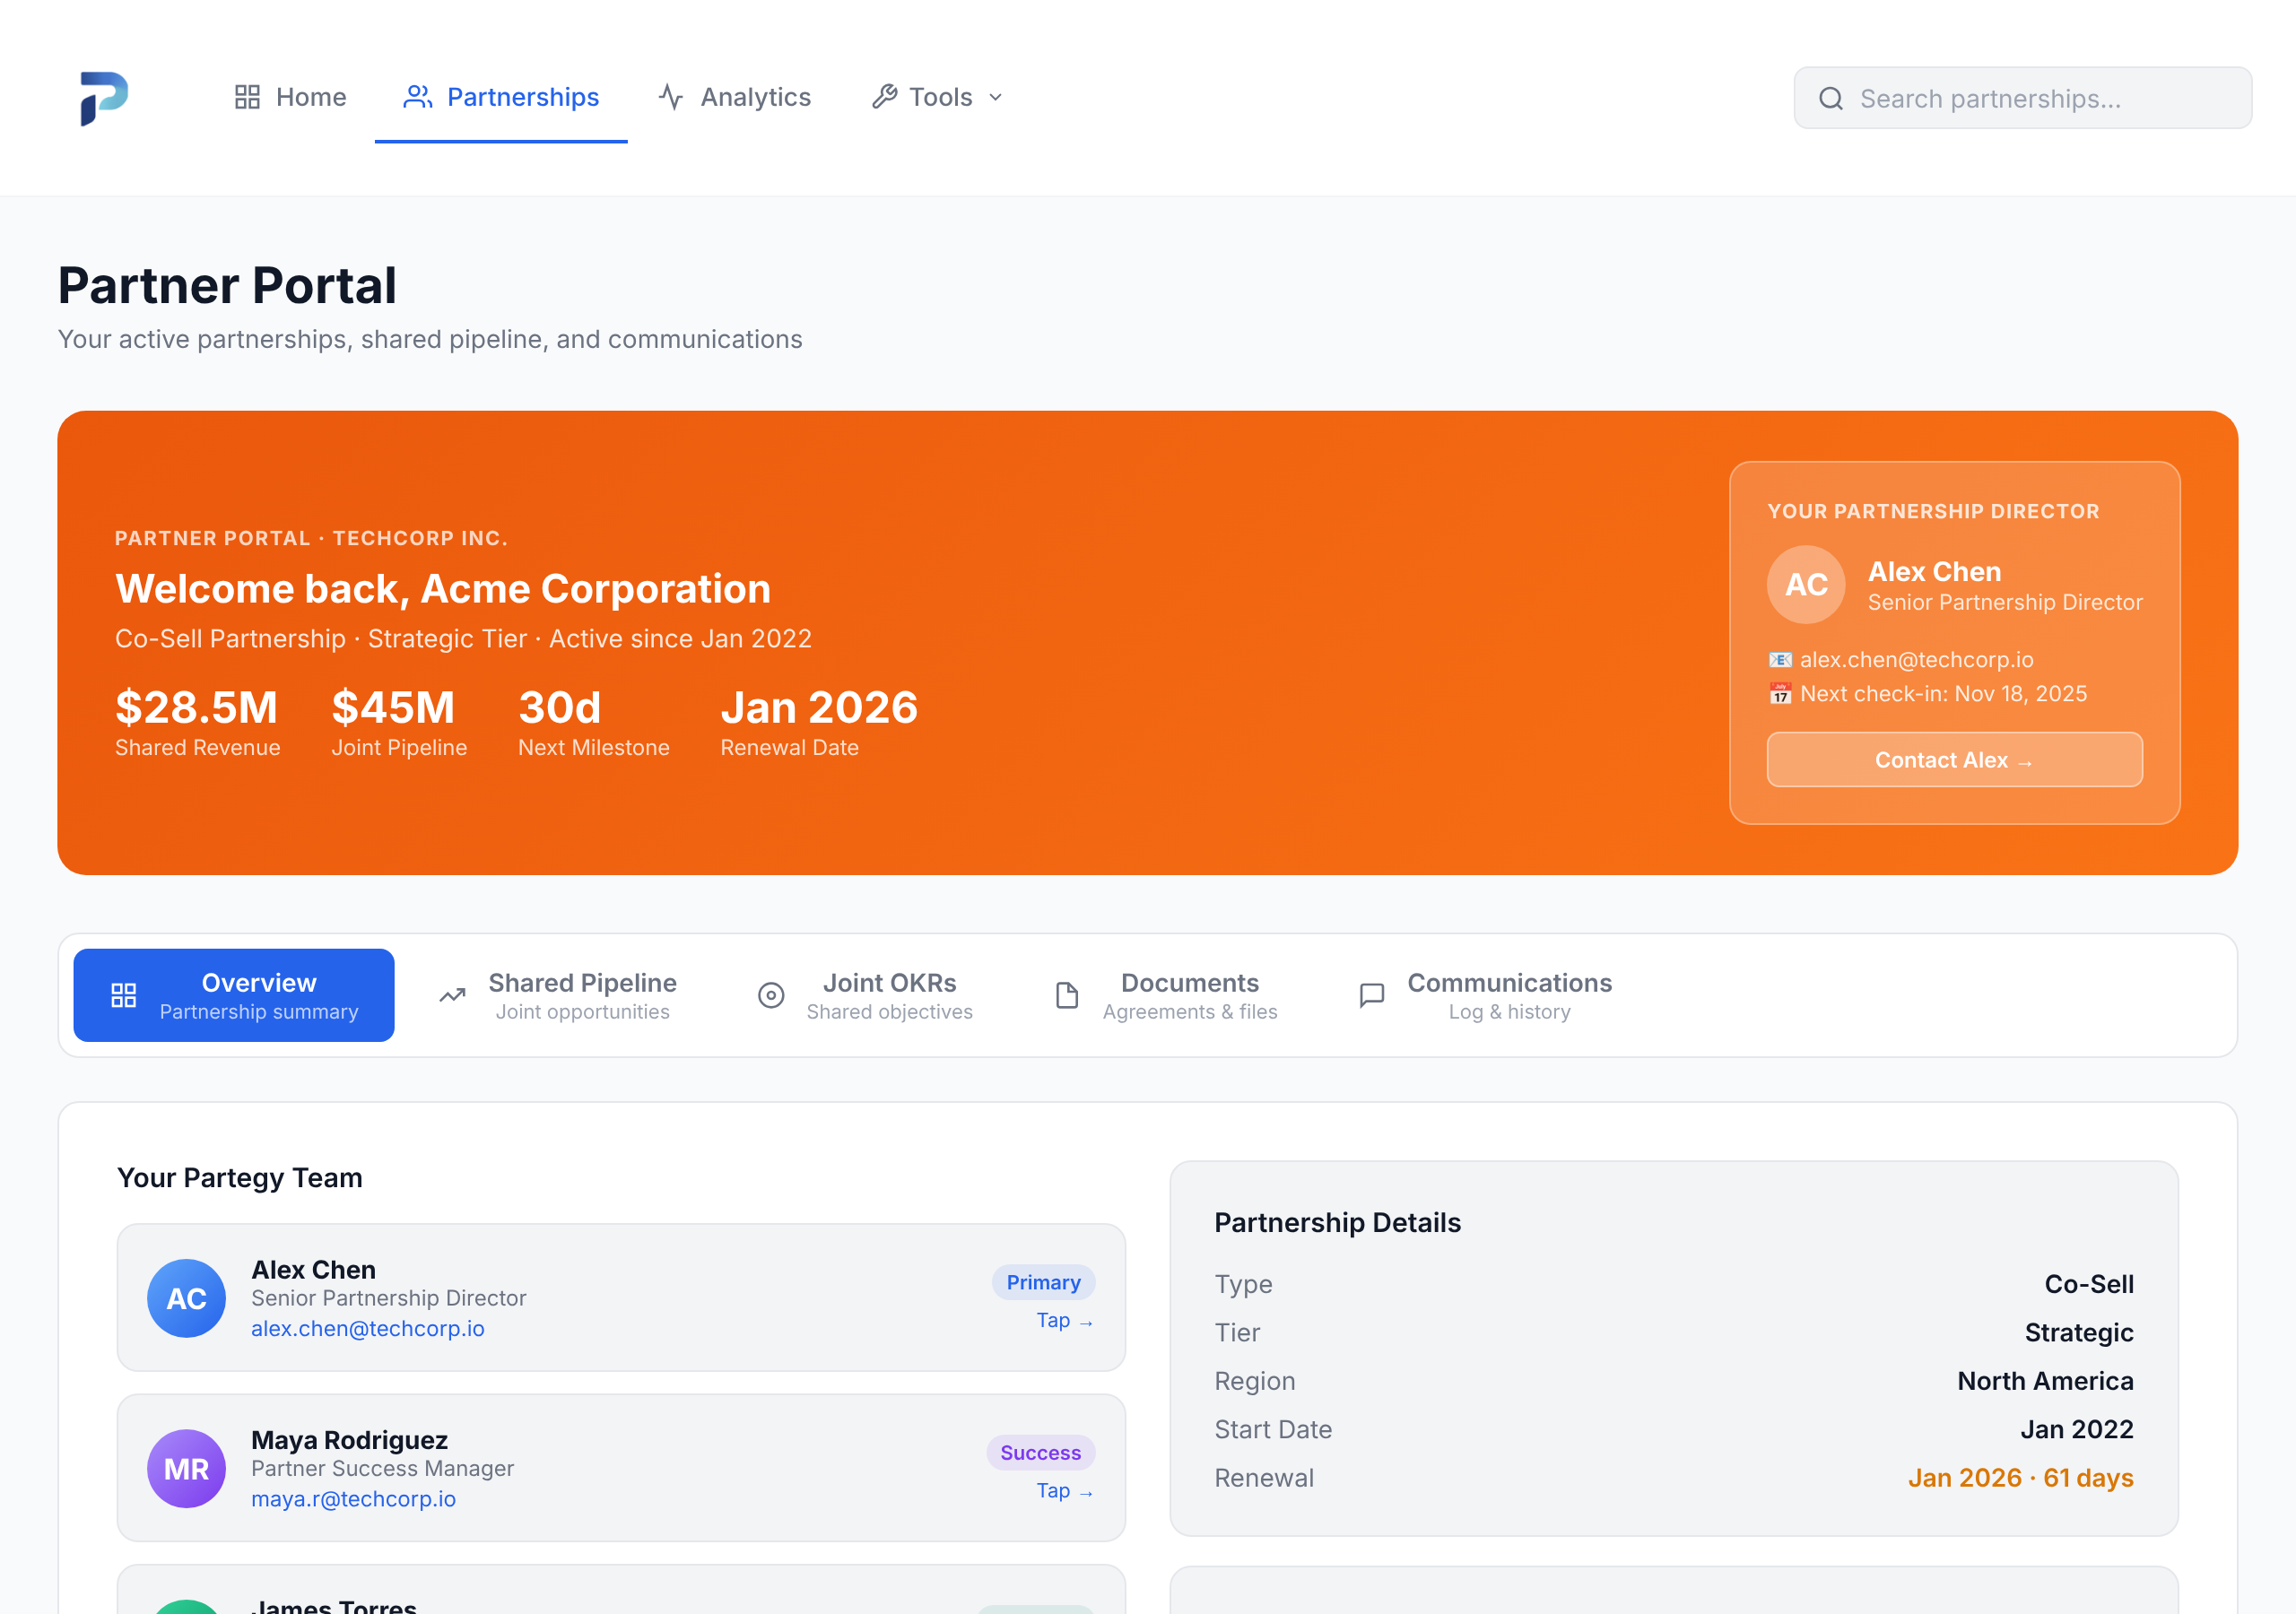 Home
Partnerships
Analytics
Tools
Search partnerships...
Partner Portal
Your active partnerships, shared pipeline, and communications
PARTNER PORTAL · TECHCORP INC.
Welcome back, Acme Corporation
Co-Sell Partnership · Strategic Tier · Active since Jan 2022
$28.5M
Shared Revenue
$45M
Joint Pipeline
30d
Next Milestone
Jan 2026
Renewal Date
YOUR PARTNERSHIP DIRECTOR
AC
Alex Chen
Senior Partnership Director
📧 alex.chen@techcorp.io
📅 Next check-in: Nov 18, 2025
Contact Alex →
Overview
Partnership summary
Shared Pipeline
Joint opportunities
Joint OKRs
Shared objectives
Documents
Agreements & files
Communications
Log & history
Your Partegy Team
AC
Alex Chen
Senior Partnership Director
alex.chen@techcorp.io
Primary
Tap →
MR
Maya Rodriguez
Partner Success Manager
maya.r@techcorp.io
Success
Tap →
James Torres
Partnership Details
Type Co-Sell
Tier Strategic
Region North America
Start Date Jan 2022
Renewal Jan 2026 · 61 days